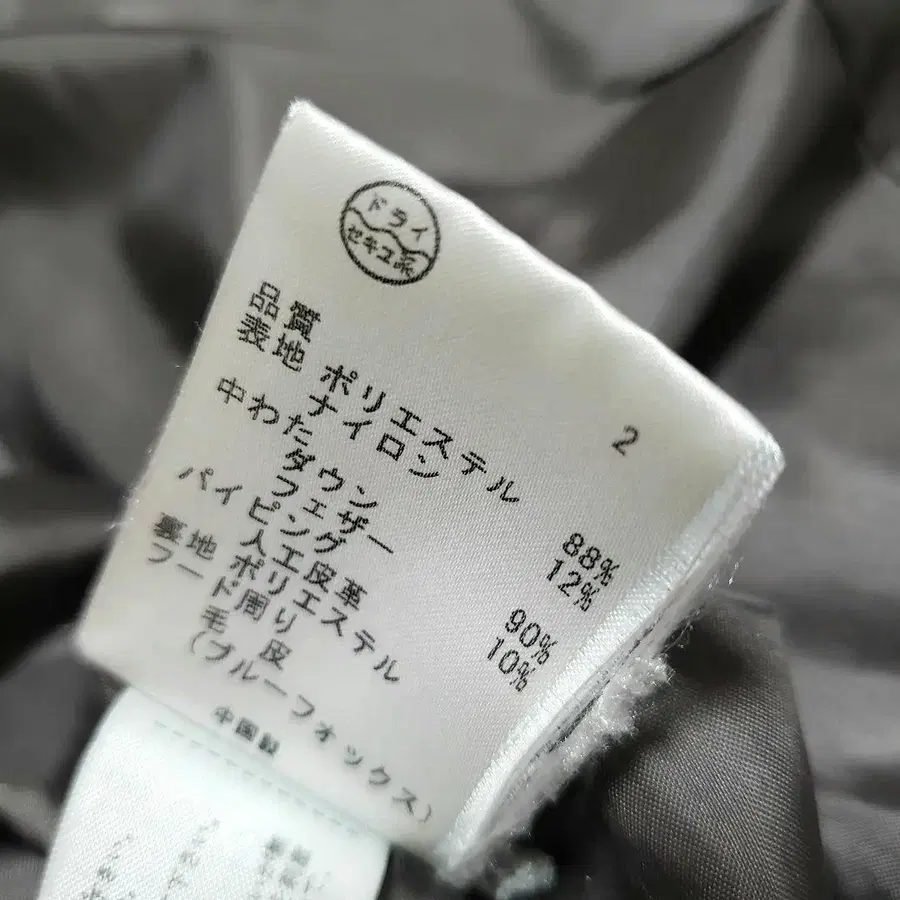 ドライ
セキユ系
2
品質
表地 ポリエステル 88%
ナイロン 12%
中わた
ダウン 90%
フェザー 10%
パイピング
人工皮革
裏地 ポリエステル
フード周り
毛皮
(ブルーフォックス)
中国製